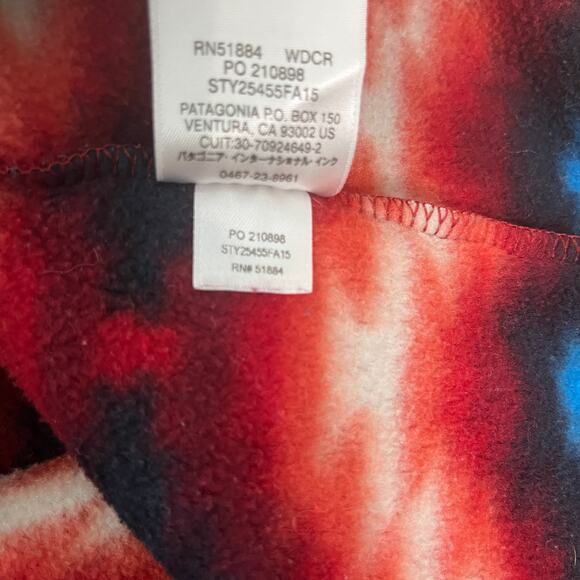 RN51884 WDCR
PO 210898
STY25455FA15
PATAGONIA P.O. BOX 150
VENTURA, CA 93002 US
CUIT:30-70924649-2
パタゴニア・インターナショナル・インク
0467-23-8961
PO 210898
STY25455FA15
RN# 51884